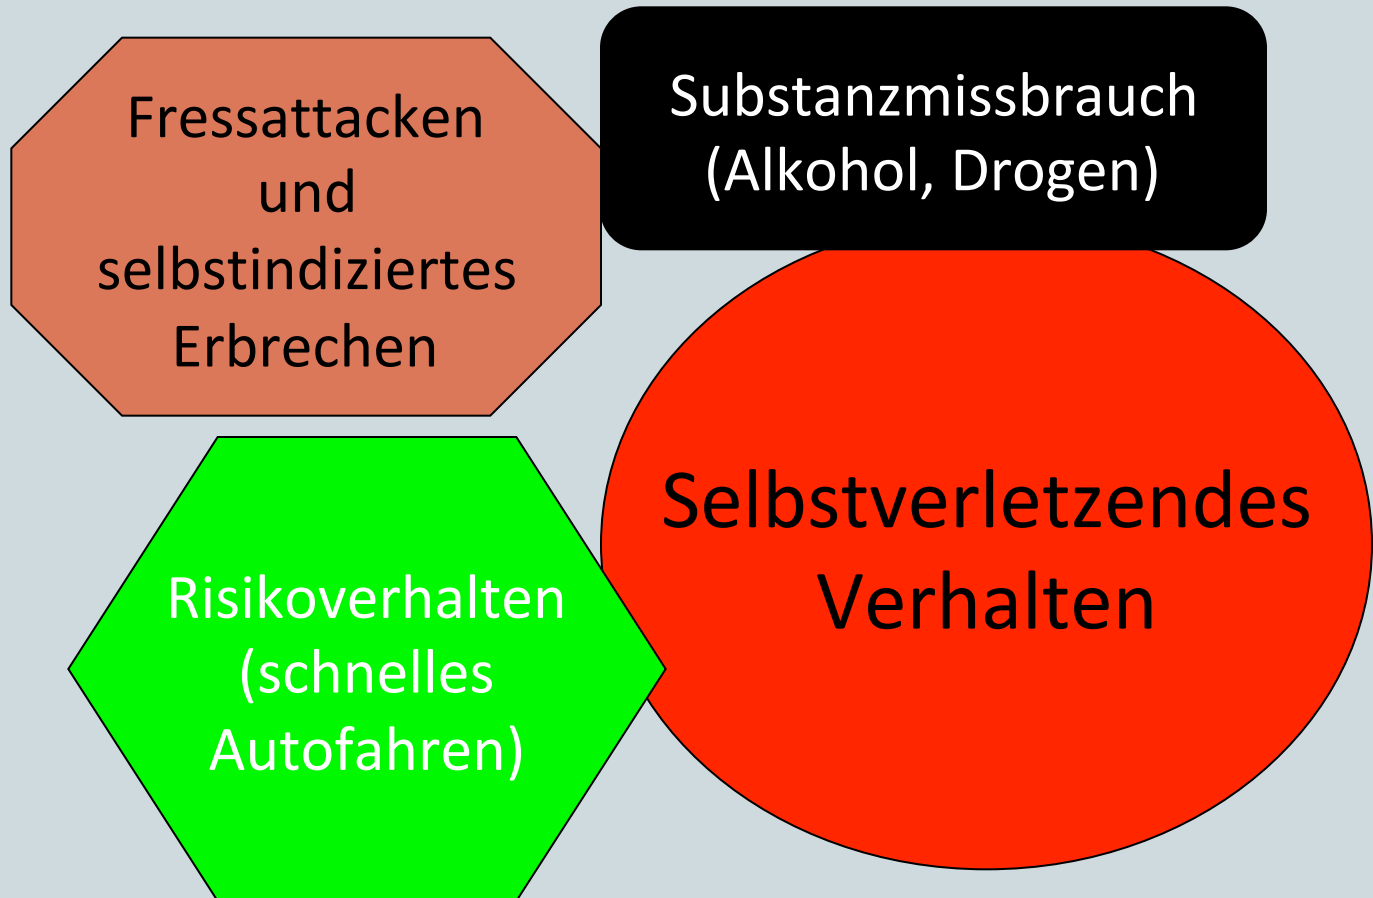 Fressattacken
und
selbstindiziertes
Erbrechen
Substanzmissbrauch
(Alkohol, Drogen)
Selbstverletzendes
Verhalten
Risikoverhalten
(schnelles
Autofahren)